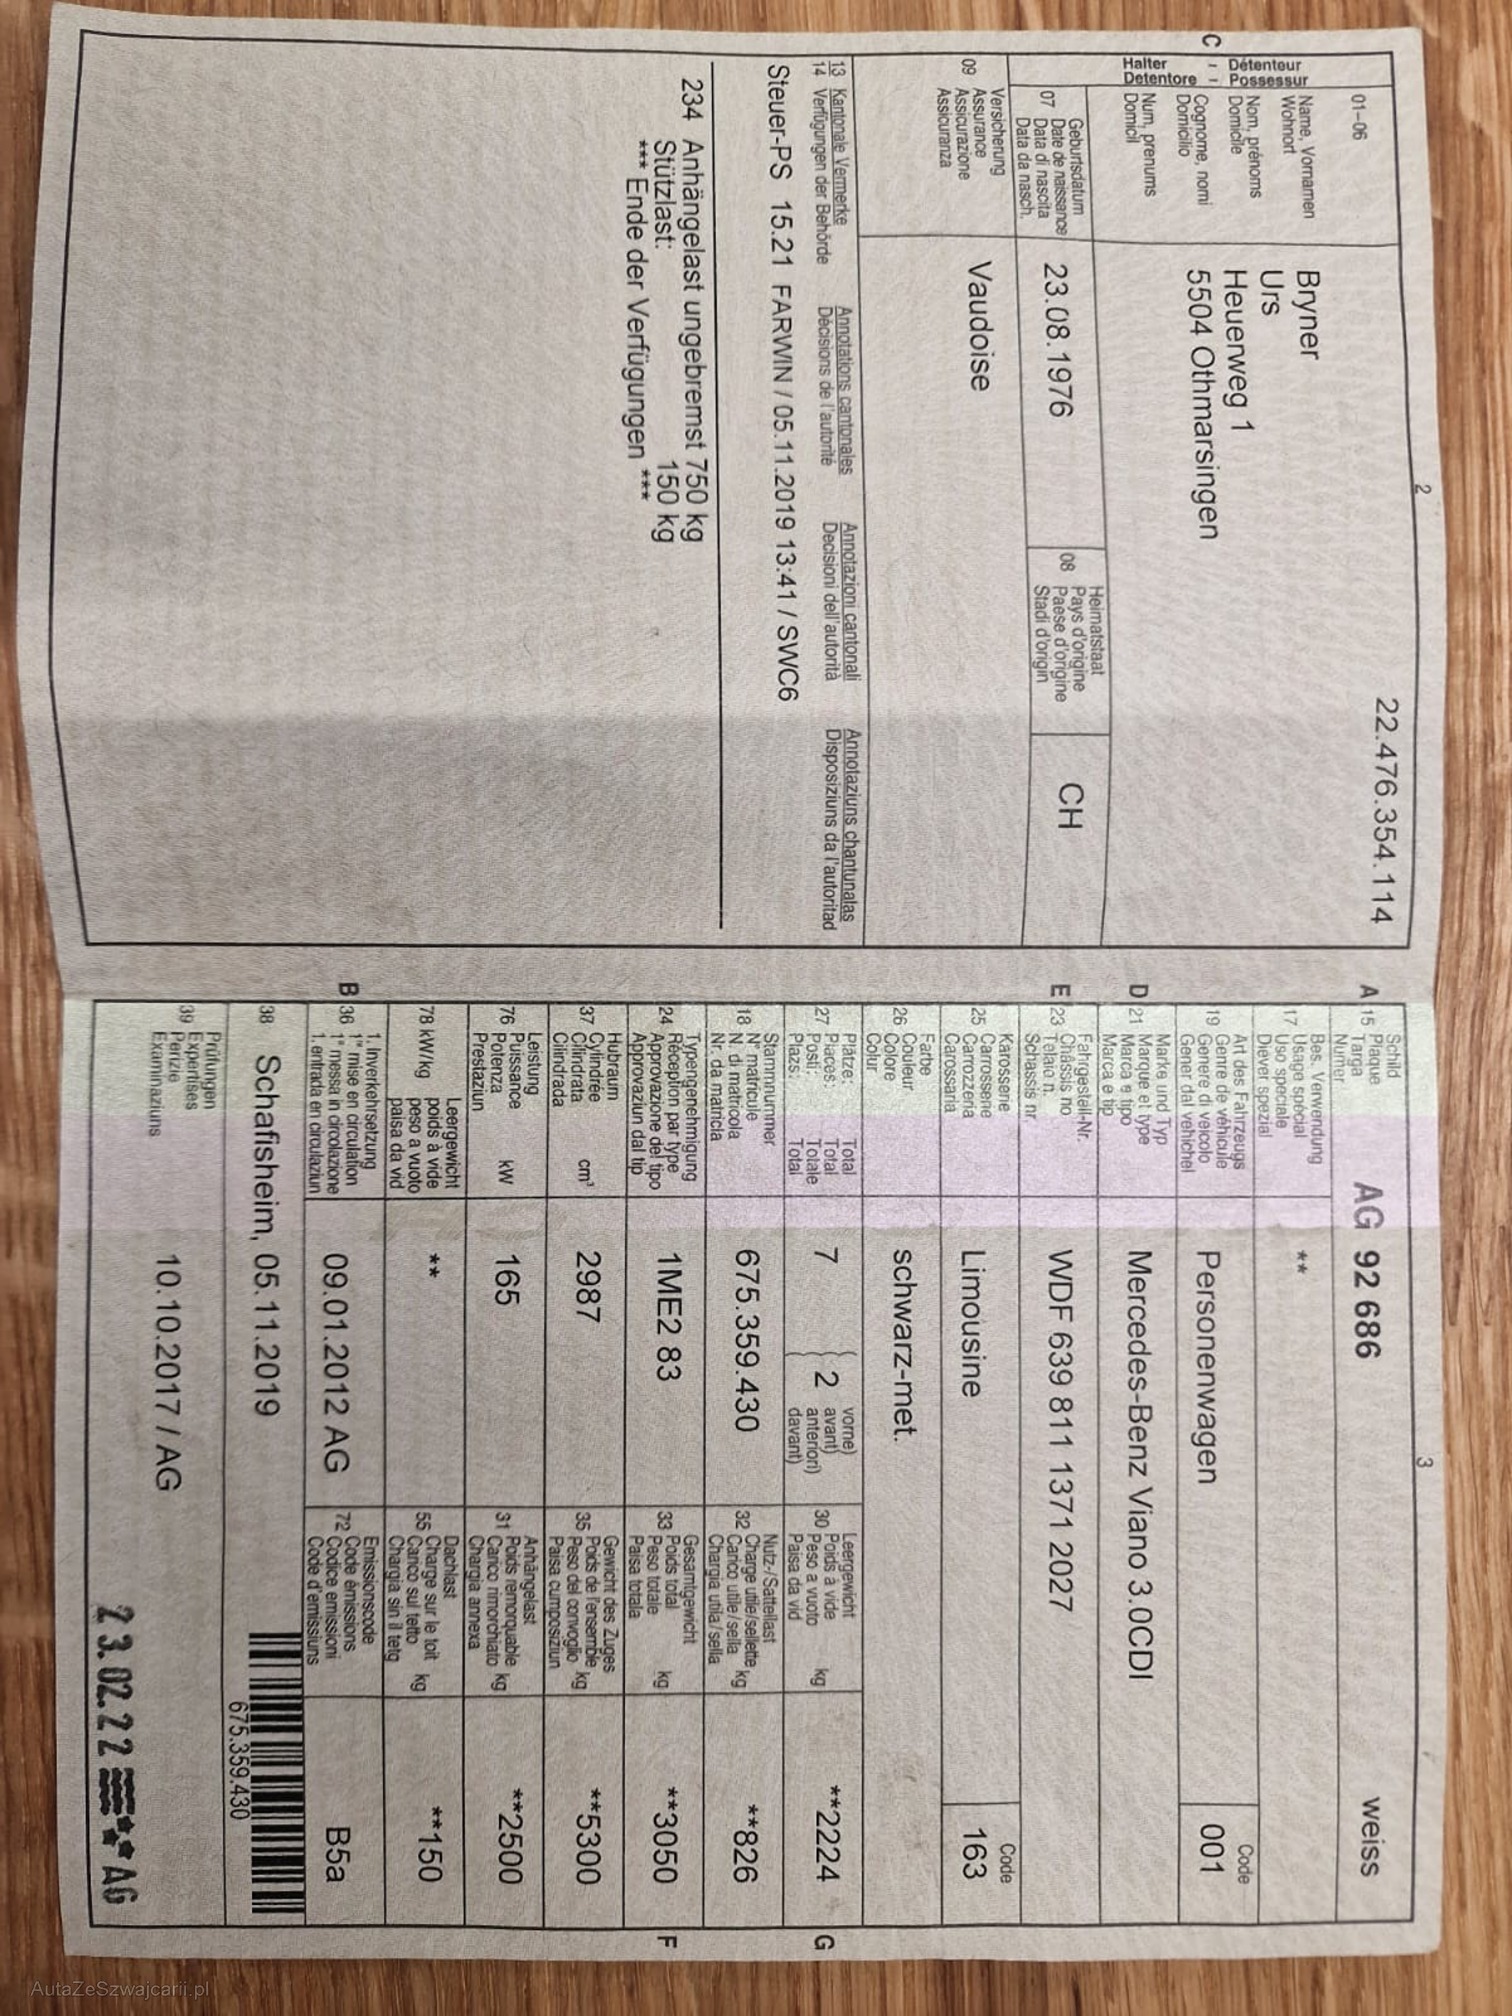 2
22.476.354.114
01–06
C
Détenteur
Possessur
Halter
Detentore
Name, Vornamen
Wohnort
Nom, prénoms
Domicile
Cognome, nomi
Domicilio
Num, prenums
Domicil
Bryner
Urs
Heuerweg 1
5504 Othmarsingen
07
Geburtsdatum
Date de naissance
Data di nascita
Data da nasch.
23.08.1976
08
Heimatstaat
Pays d'origine
Paese d'origine
Stadi d'origin
CH
09
Versicherung
Assurance
Assicurazione
Assicuranza
Vaudoise
13 Kantonale Vermerke Annotations cantonales Annotazioni cantonali Annotaziuns chantunalas
14 Verfügungen der Behörde Décisions de l'autorité Decisioni dell'autorità Disposiziuns da l'autoritad
Steuer-PS 15.21 FARWIN / 05.11.2019 13:41 / SWC6
234 Anhängelast ungebremst 750 kg
Stützlast: 150 kg
*** Ende der Verfügungen ***
3
A 15
Schild
Plaque
Targa
Numer
AG 92 686 weiss
17
Bes. Verwendung
Usage spécial
Uso speciale
Diever spezial
**
19
Art des Fahrzeugs
Genre de véhicule
Genere di veicolo
Gener dal vehichel
Personenwagen
Code
001
D 21
Marke und Typ
Marque et type
Marca e tipo
Marca e tip
Mercedes-Benz Viano 3.0CDI
E 23
Fahrgestell-Nr.
Châssis no
Telaio n.
Schassis nr.
WDF 639 811 1371 2027
25
Karosserie
Carosserie
Carrozzeria
Carossaria
Limousine
Code
163
26
Farbe
Couleur
Colore
Colur
schwarz-met.
27
Plätze: Total
Places: Total
Posti: Totale
Plazs: Total
7
2
vorne)
avant)
anteriori)
davant)
30
Leergewicht
Poids à vide
Peso a vuoto
Paisa da vid
kg
**2224
G
18
Stammnummer
N° matricule
N. di matricola
Nr. da matricla
675.359.430
32
Nutz-/Sattellast
Charge utile/sellette
Carico utile/sella
Chargia utila/sella
kg
**826
24
Typengenehmigung
Réception par type
Approvazione del tipo
Approvaziun dal tip
1ME2 83
33
Gesamtgewicht
Poids total
Peso totale
Paisa totala
kg
**3050
F
37
Hubraum
Cylindrée
Cilindrata
Cilindrada
cm³
2987
35
Gewicht des Zuges
Poids de l'ensemble
Peso del convoglio
Paisa cumposiziun
kg
**5300
76
Leistung
Puissance
Potenza
Prestaziun
kW
165
31
Anhängelast
Poids remorquable
Carico rimorchiato
Chargia annexa
kg
**2500
78 kW/kg
Leergewicht
poids à vide
peso a vuoto
paisa da vid
**
55
Dachlast
Charge sur le toit
Carico sul tetto
Chargia sin il tetg
kg
**150
B 36
1. Inverkehrsetzung
1re mise en circulation
1a messa in circolazione
1. entrada en circulaziun
09.01.2012 AG
72
Emissionscode
Code émissions
Codice emissioni
Code d'emissiuns
B5a
38 Schafisheim, 05.11.2019
675.359.430
39
Prüfungen
Expertises
Perizie
Examinaziuns
10.10.2017 / AG
23.02.22 AG
AutaZeSzwajcarii.pl